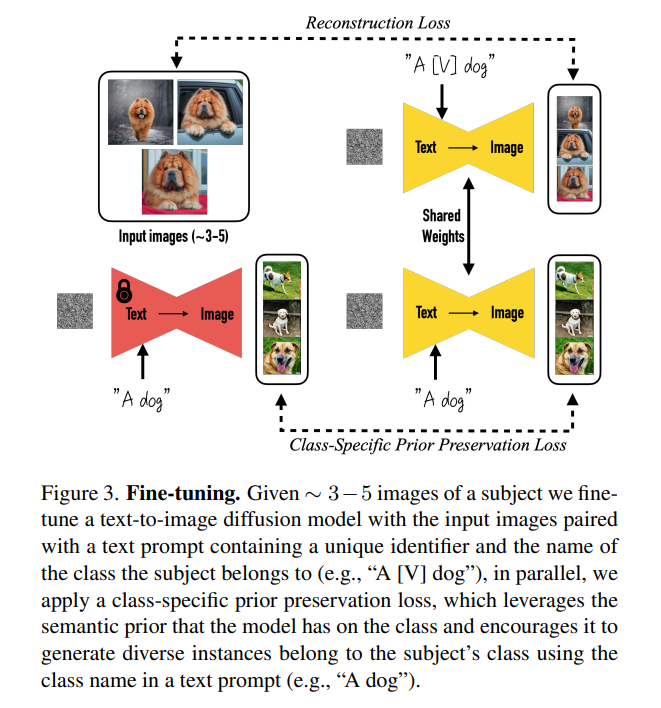 Reconstruction Loss
"A [V] dog"
Text
Image
Input images (~3-5)
Shared
Weights
Text
Image
Text
Image
"A dog"
"A dog"
Class-Specific Prior Preservation Loss
Figure 3. Fine-tuning. Given ∼ 3−5 images of a subject we fine-
tune a text-to-image diffusion model with the input images paired
with a text prompt containing a unique identifier and the name of
the class the subject belongs to (e.g., “A [V] dog”), in parallel, we
apply a class-specific prior preservation loss, which leverages the
semantic prior that the model has on the class and encourages it to
generate diverse instances belong to the subject’s class using the
class name in a text prompt (e.g., “A dog”).